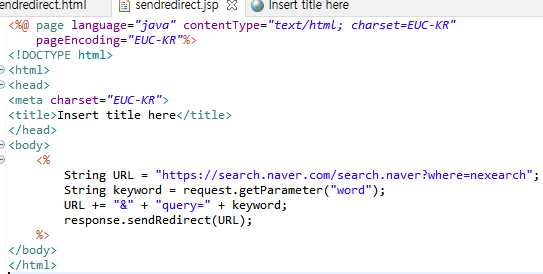 sendredirect.html sendredirect.jsp Insert title here
<%@ page language="java" contentType="text/html; charset=EUC-KR"
pageEncoding="EUC-KR"%>
<!DOCTYPE html>
<html>
<head>
<meta charset="EUC-KR">
<title>Insert title here</title>
</head>
<body>
<%
String URL = "https://search.naver.com/search.naver?where=nexearch";
String keyword = request.getParameter("word");
URL += "&" + "query=" + keyword;
response.sendRedirect(URL);
%>
</body>
</html>